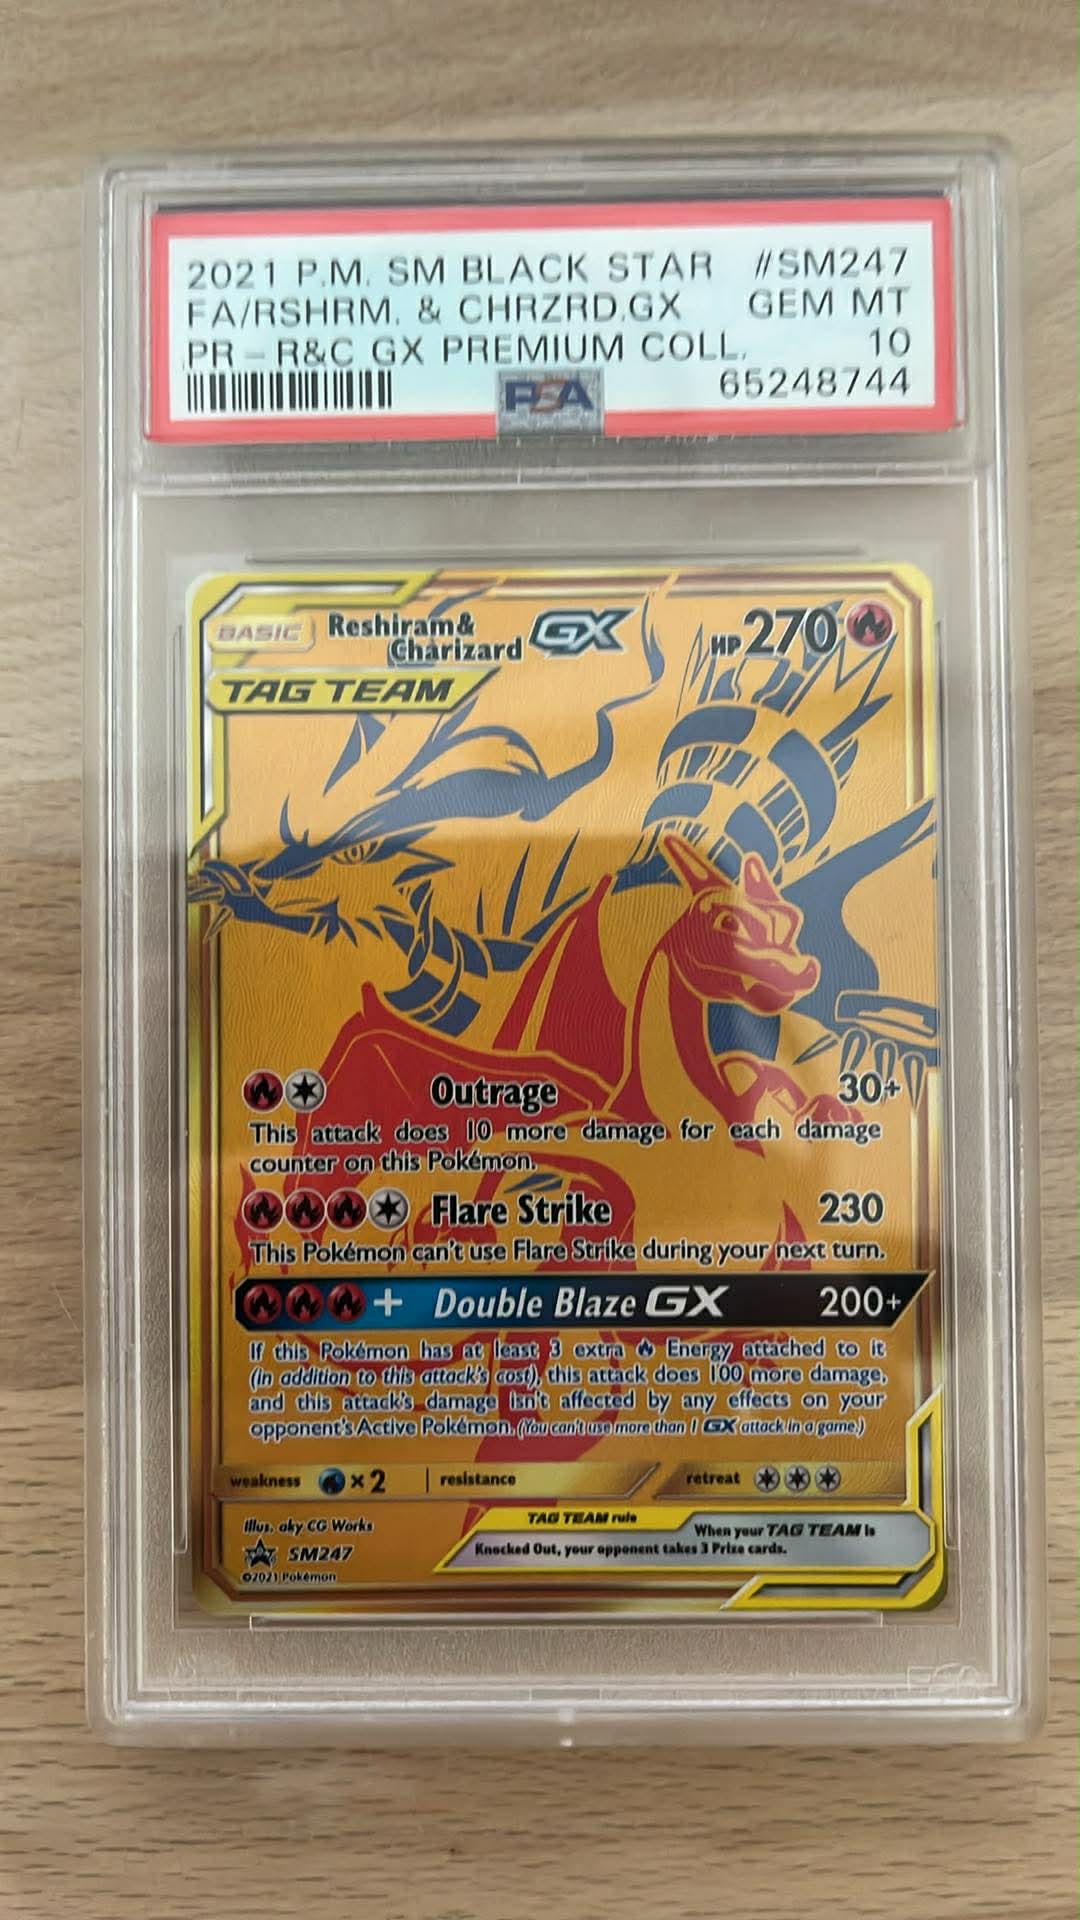 2021 P.M. SM BLACK STAR #SM247
FA/RSHRM. & CHRZRD.GX GEM MT
PR - R&C GX PREMIUM COLL. 10
PSA 65248744
BASIC Reshiram& Charizard GX HP 270
TAG TEAM
Outrage 30+
This attack does 10 more damage for each damage
counter on this Pokémon.
Flare Strike 230
This Pokémon can't use Flare Strike during your next turn.
+ Double Blaze GX 200+
If this Pokémon has at least 3 extra Energy attached to it
(in addition to this attack's cost), this attack does 100 more damage,
and this attack's damage isn't affected by any effects on your
opponent's Active Pokémon. (You can't use more than 1 GX attack in a game.)
weakness ×2 resistance retreat
Illus. aky CG Works
SM247
©2021 Pokémon
TAG TEAM rule
When your TAG TEAM is
Knocked Out, your opponent takes 3 Prize cards.
PSA